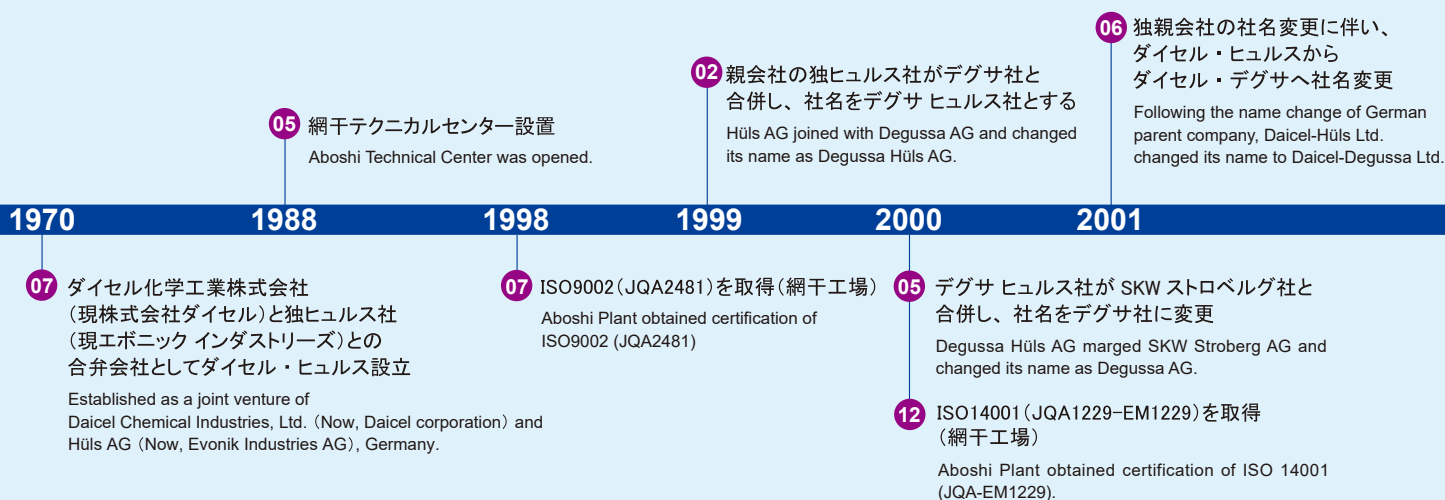 1970
07
ダイセル化学工業株式会社
（現株式会社ダイセル）と独ヒュルス社
（現エボニック インダストリーズ）との
合弁会社としてダイセル・ヒュルス設立
Established as a joint venture of
Daicel Chemical Industries, Ltd.（Now, Daicel corporation）and
Hüls AG（Now, Evonik Industries AG）, Germany.
1988
05
網干テクニカルセンター設置
Aboshi Technical Center was opened.
1998
07
ISO9002（JQA2481）を取得（網干工場）
Aboshi Plant obtained certification of
ISO9002 (JQA2481)
1999
02
親会社の独ヒュルス社がデグサ社と
合併し、社名をデグサ ヒュルス社とする
Hüls AG joined with Degussa AG and changed
its name as Degussa Hüls AG.
2000
05
デグサ ヒュルス社が SKW ストロベルグ社と
合併し、社名をデグサ社に変更
Degussa Hüls AG marged SKW Stroberg AG and
changed its name as Degussa AG.
12
ISO14001（JQA1229-EM1229）を取得
（網干工場）
Aboshi Plant obtained certification of ISO 14001
(JQA-EM1229).
2001
06
独親会社の社名変更に伴い、
ダイセル・ヒュルスから
ダイセル・デグサへ社名変更
Following the name change of German
parent company, Daicel-Hüls Ltd.
changed its name to Daicel-Degussa Ltd.